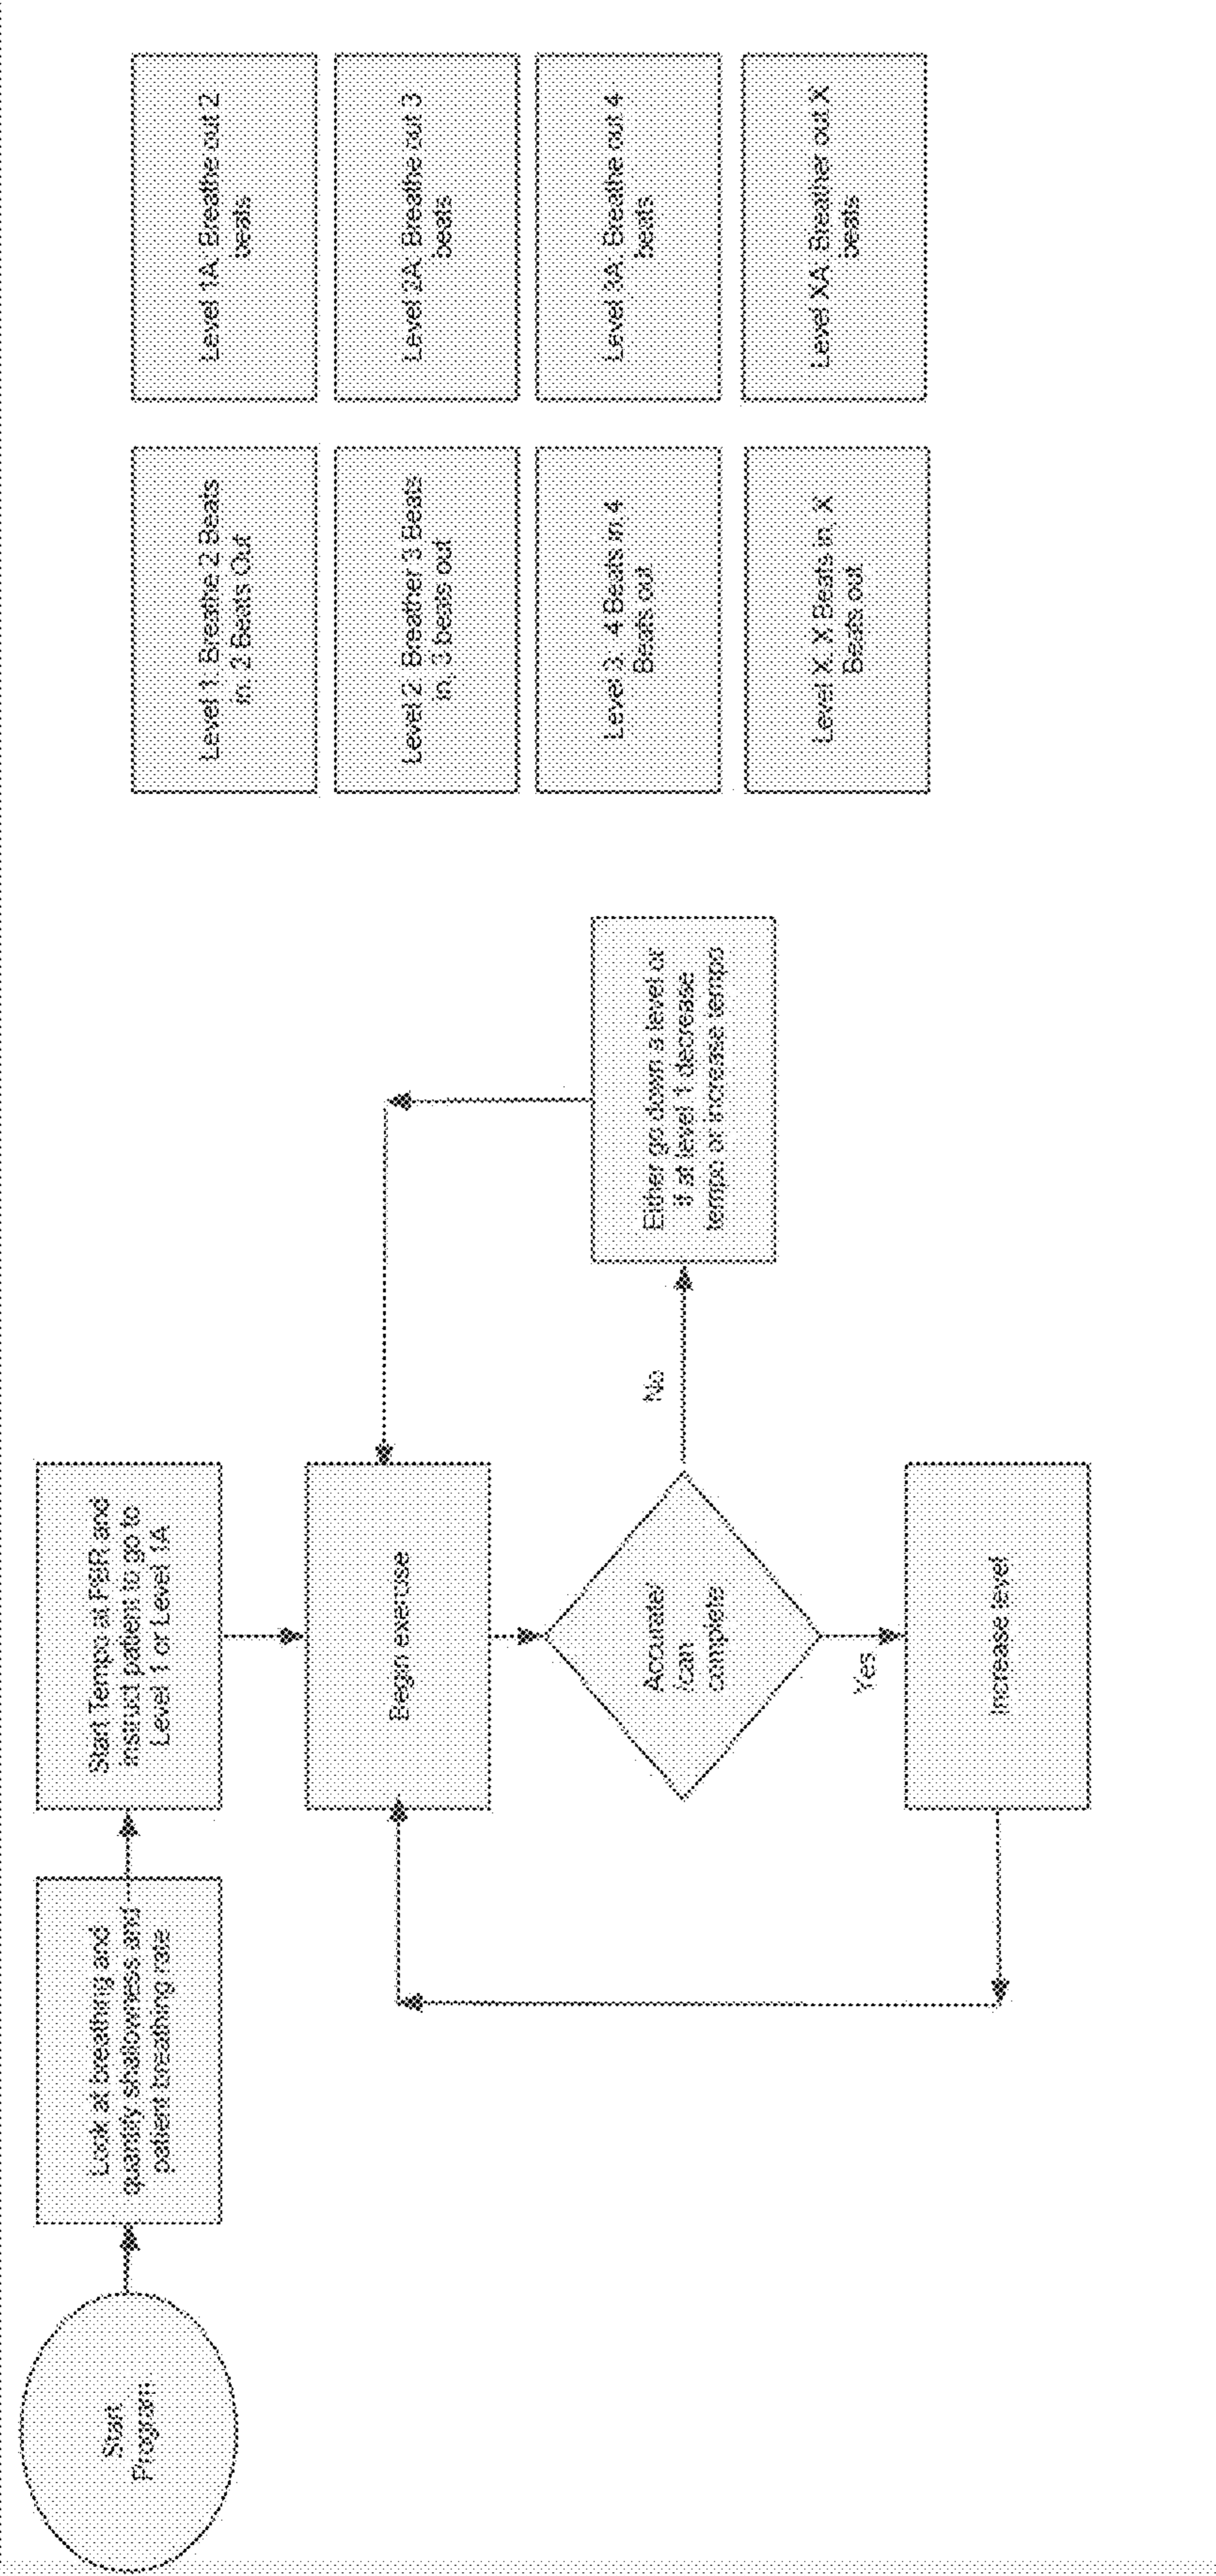 Start
Program
Look at breathing and
quantify shallowness and
patient breathing rate
Start Tempo at PBR and
instruct patient to go to
Level 1 or Level 1A
Begin exercise
Accurate/
can
complete
No
Either go down a level or
if at level 1 decrease
tempo or increase tempo
Yes
Increase level
Level 1: Breathe 2 Beats
in, 2 Beats Out
Level 1A: Breathe out 2
beats
Level 2: Breather 3 Beats
in, 3 beats out
Level 2A: Breathe out 3
beats
Level 3: 4 Beats in 4
Beats out
Level 3A: Breathe out 4
beats
Level X: X Beats in X
Beats out
Level XA: Breather out X
beats